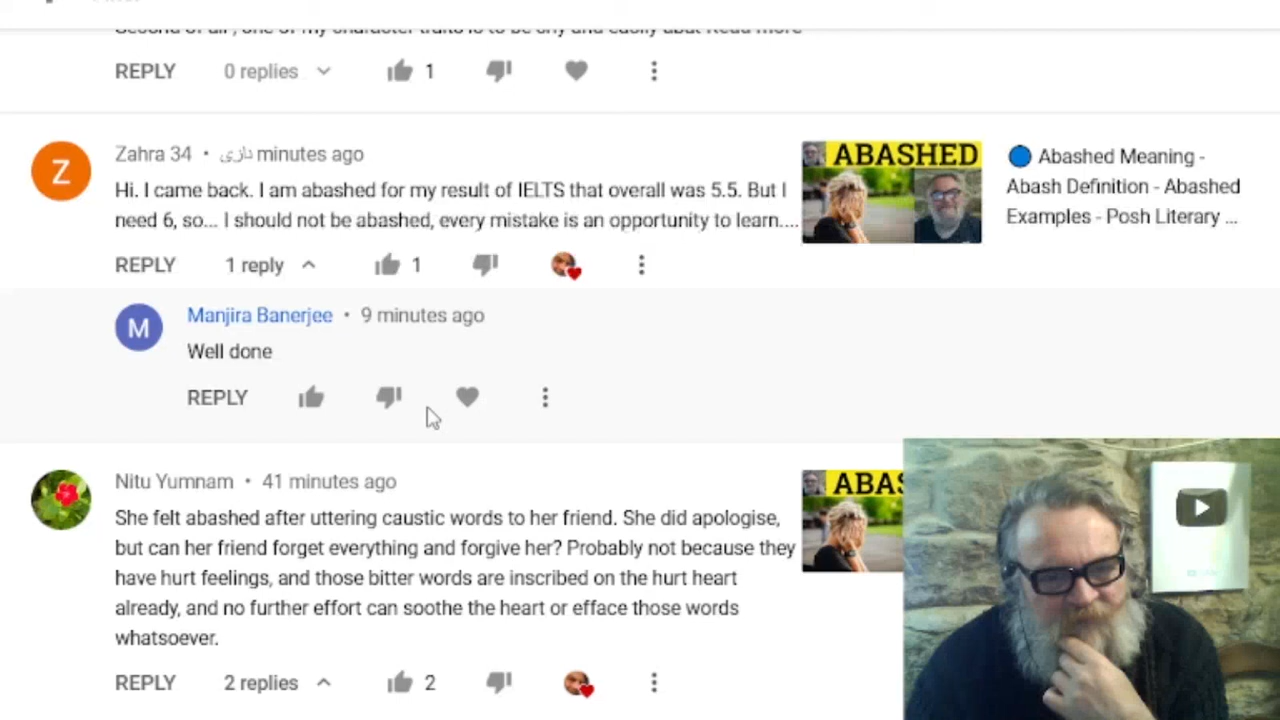 REPLY 0 replies 1
Zahra 34 • دازی minutes ago
Hi. I came back. I am abashed for my result of IELTS that overall was 5.5. But I
need 6, so... I should not be abashed, every mistake is an opportunity to learn....
REPLY 1 reply 1
ABASHED
Abashed Meaning -
Abash Definition - Abashed
Examples - Posh Literary ...
Z
M
Manjira Banerjee • 9 minutes ago
Well done
REPLY
Nitu Yumnam • 41 minutes ago
She felt abashed after uttering caustic words to her friend. She did apologise,
but can her friend forget everything and forgive her? Probably not because they
have hurt feelings, and those bitter words are inscribed on the hurt heart
already, and no further effort can soothe the heart or efface those words
whatsoever.
REPLY 2 replies 2
ABAS